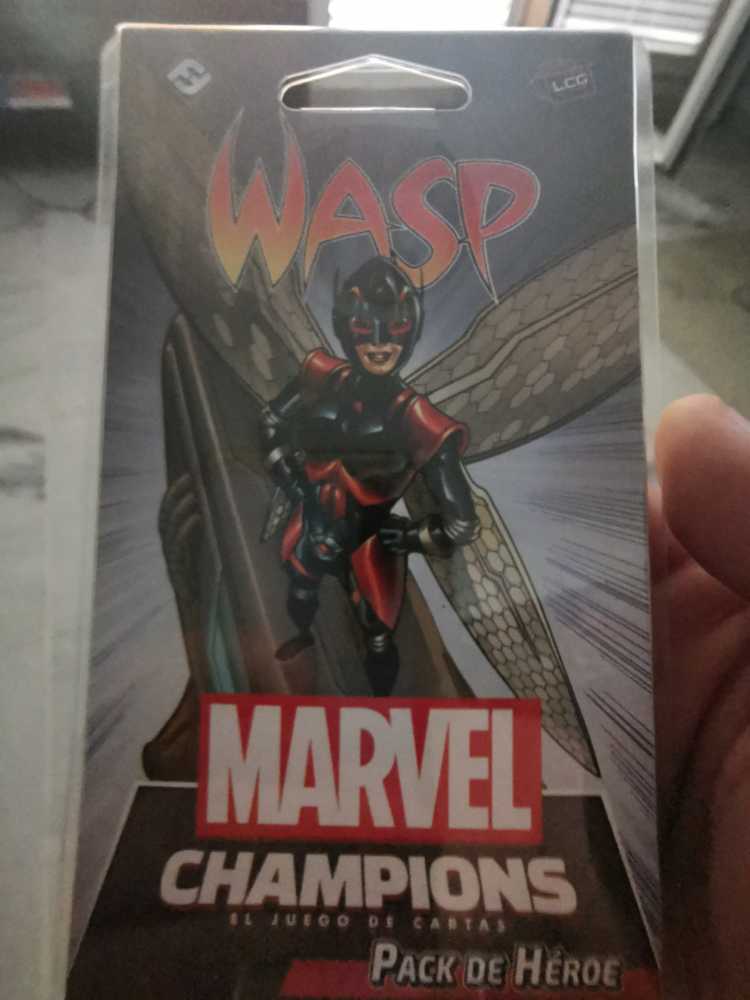 LCG
WASP
MARVEL
CHAMPIONS
EL JUEGO DE CARTAS
PACK DE HÉROE